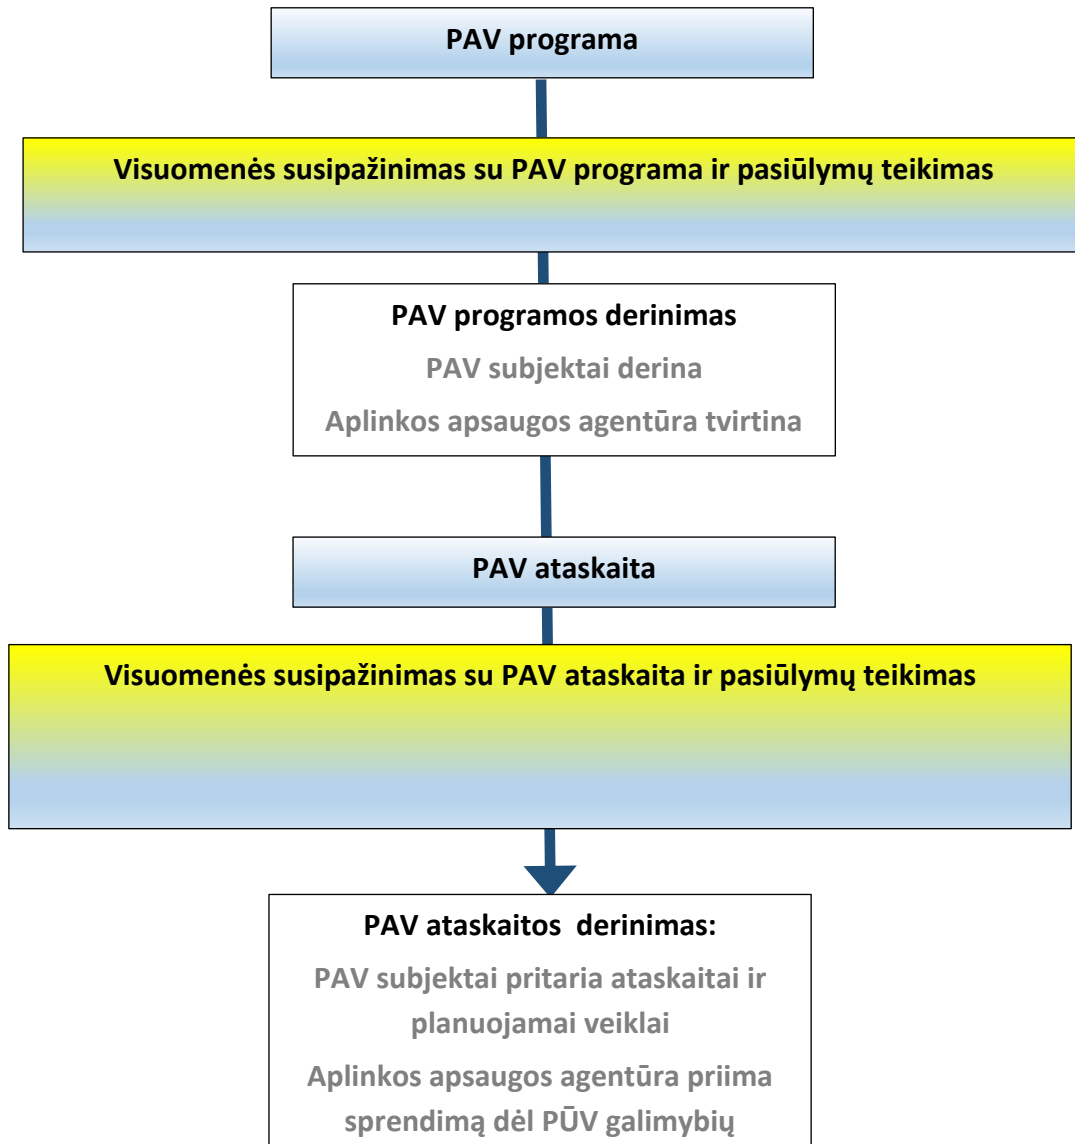 PAV programa
Visuomenės susipažinimas su PAV programa ir pasiūlymų teikimas
PAV programos derinimas
PAV subjektai derina
Aplinkos apsaugos agentūra tvirtina
PAV ataskaita
Visuomenės susipažinimas su PAV ataskaita ir pasiūlymų teikimas
PAV ataskaitos derinimas:
PAV subjektai pritaria ataskaitai ir
planuojamai veiklai
Aplinkos apsaugos agentūra priima
sprendimą dėl PŪV galimybių